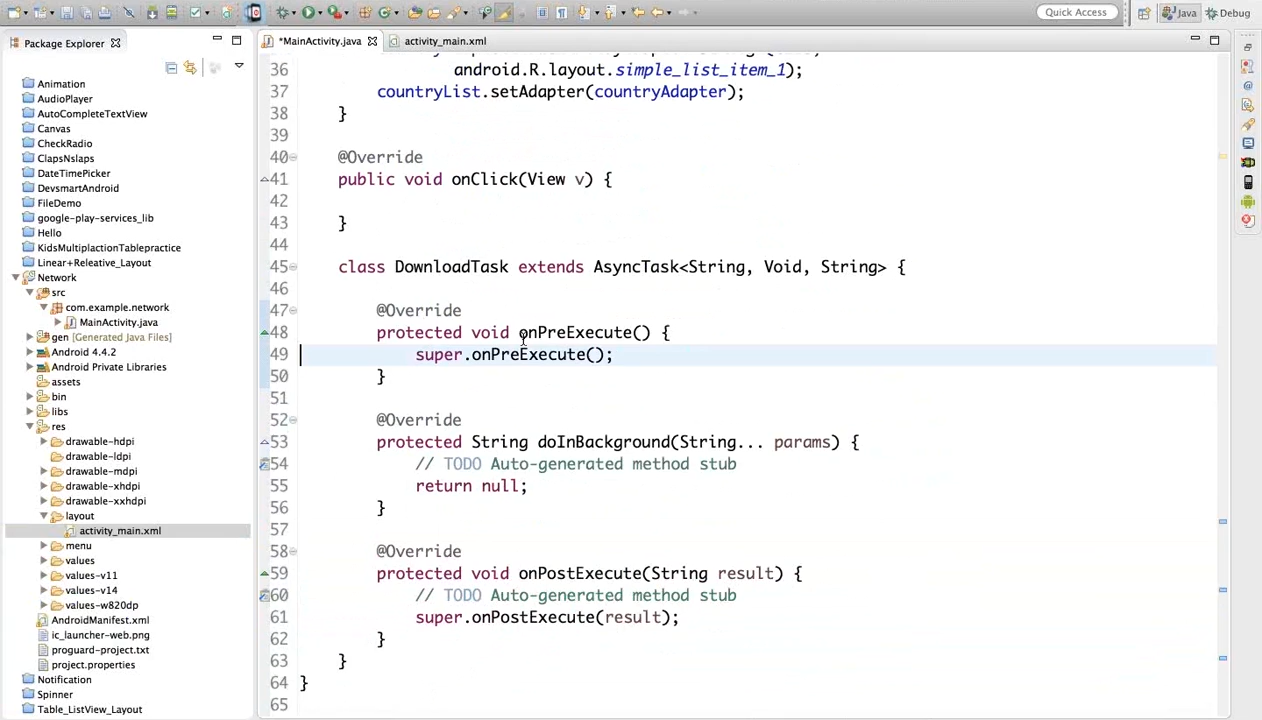 Quick Access
Java
Debug
Package Explorer
*MainActivity.java
activity_main.xml
Animation
AudioPlayer
AutoCompleteTextView
Canvas
CheckRadio
ClapsNslaps
DateTimePicker
DevsmartAndroid
FileDemo
google-play-services_lib
Hello
KidsMultiplactionTablepractice
Linear+Releative_Layout
Network
src
com.example.network
MainActivity.java
gen [Generated Java Files]
Android 4.4.2
Android Private Libraries
assets
bin
libs
res
drawable-hdpi
drawable-ldpi
drawable-mdpi
drawable-xhdpi
drawable-xxhdpi
layout
activity_main.xml
menu
values
values-v11
values-v14
values-w820dp
AndroidManifest.xml
ic_launcher-web.png
proguard-project.txt
project.properties
Notification
Spinner
Table_ListView_Layout
36 android.R.layout.simple_list_item_1);
37 countryList.setAdapter(countryAdapter);
38 }
39
40 @Override
41 public void onClick(View v) {
42
43 }
44
45 class DownloadTask extends AsyncTask<String, Void, String> {
46
47 @Override
48 protected void onPreExecute() {
49 super.onPreExecute();
50 }
51
52 @Override
53 protected String doInBackground(String... params) {
54 // TODO Auto-generated method stub
55 return null;
56 }
57
58 @Override
59 protected void onPostExecute(String result) {
60 // TODO Auto-generated method stub
61 super.onPostExecute(result);
62 }
63 }
64 }
65